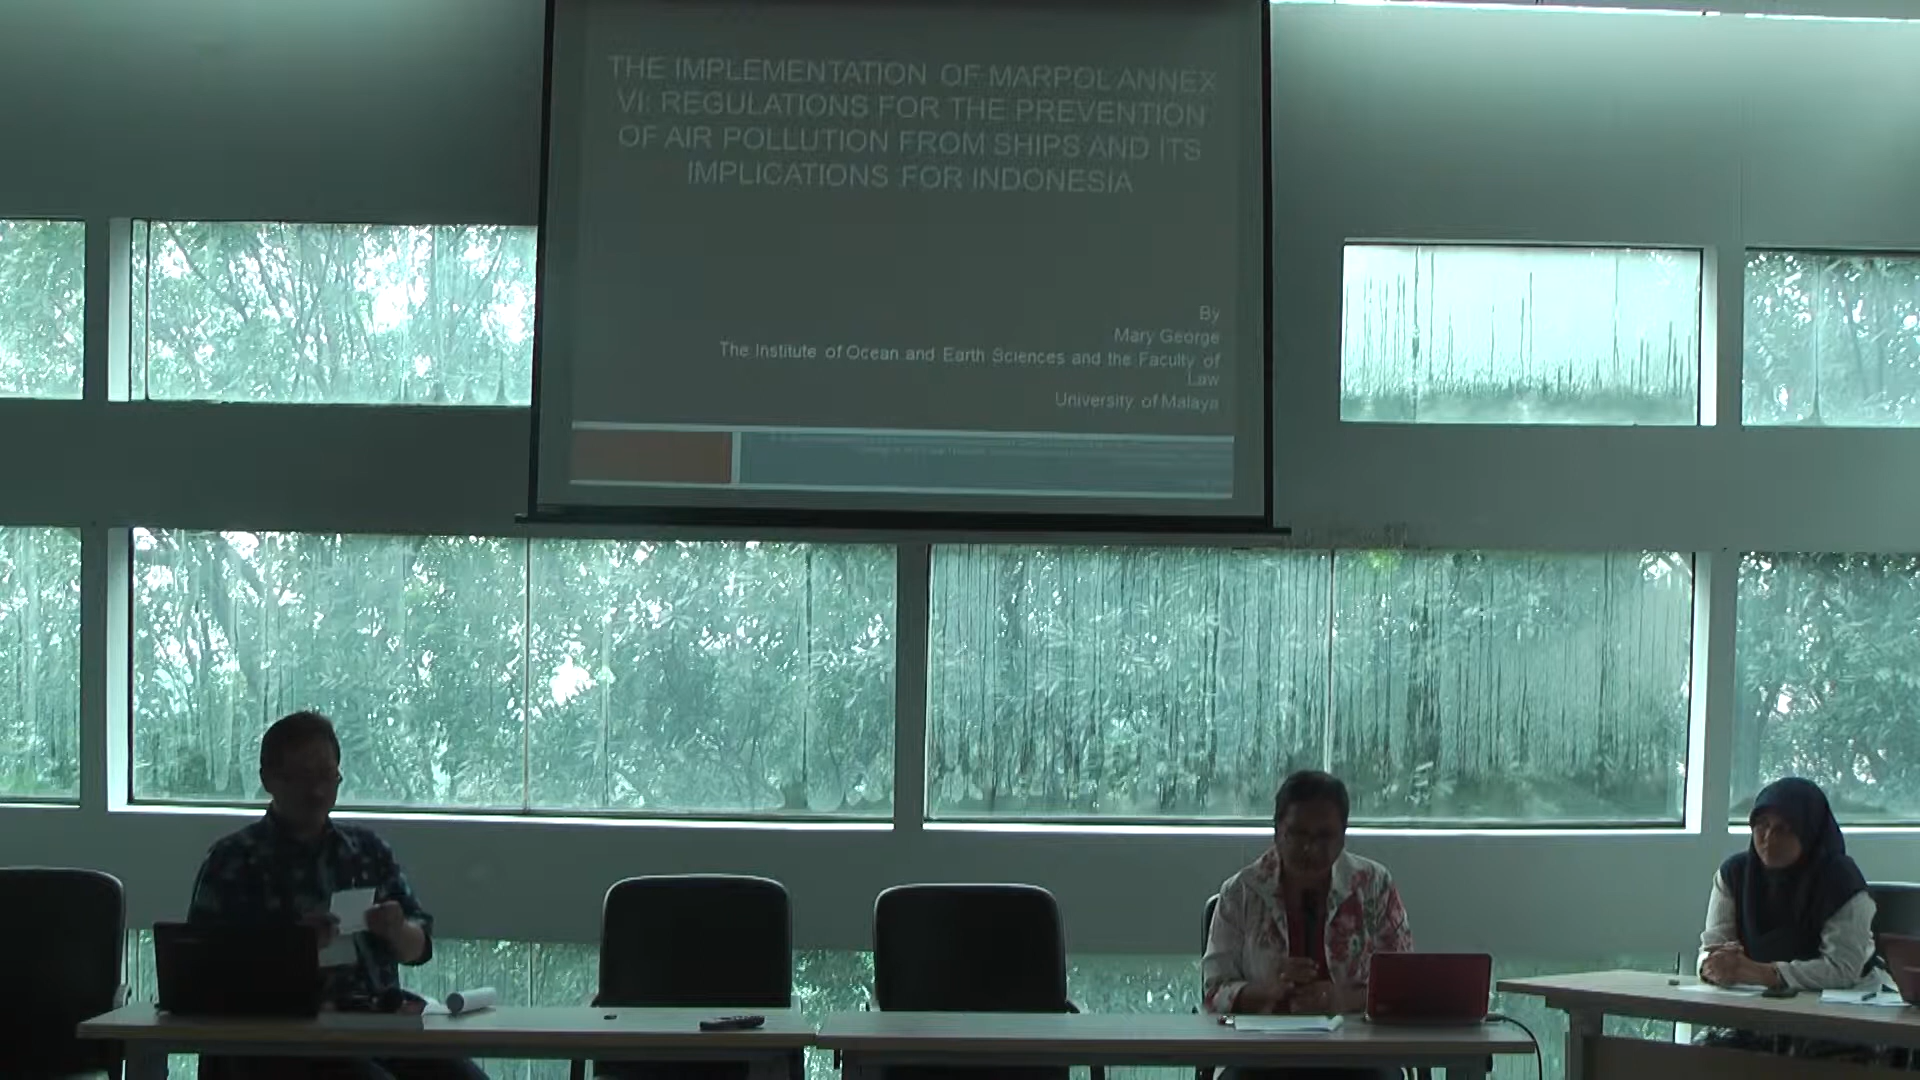 THE IMPLEMENTATION OF MARPOL ANNEX
VI: REGULATIONS FOR THE PREVENTION
OF AIR POLLUTION FROM SHIPS AND ITS
IMPLICATIONS FOR INDONESIA
By
Mary George
The Institute of Ocean and Earth Sciences and the Faculty of
Law
University of Malaya